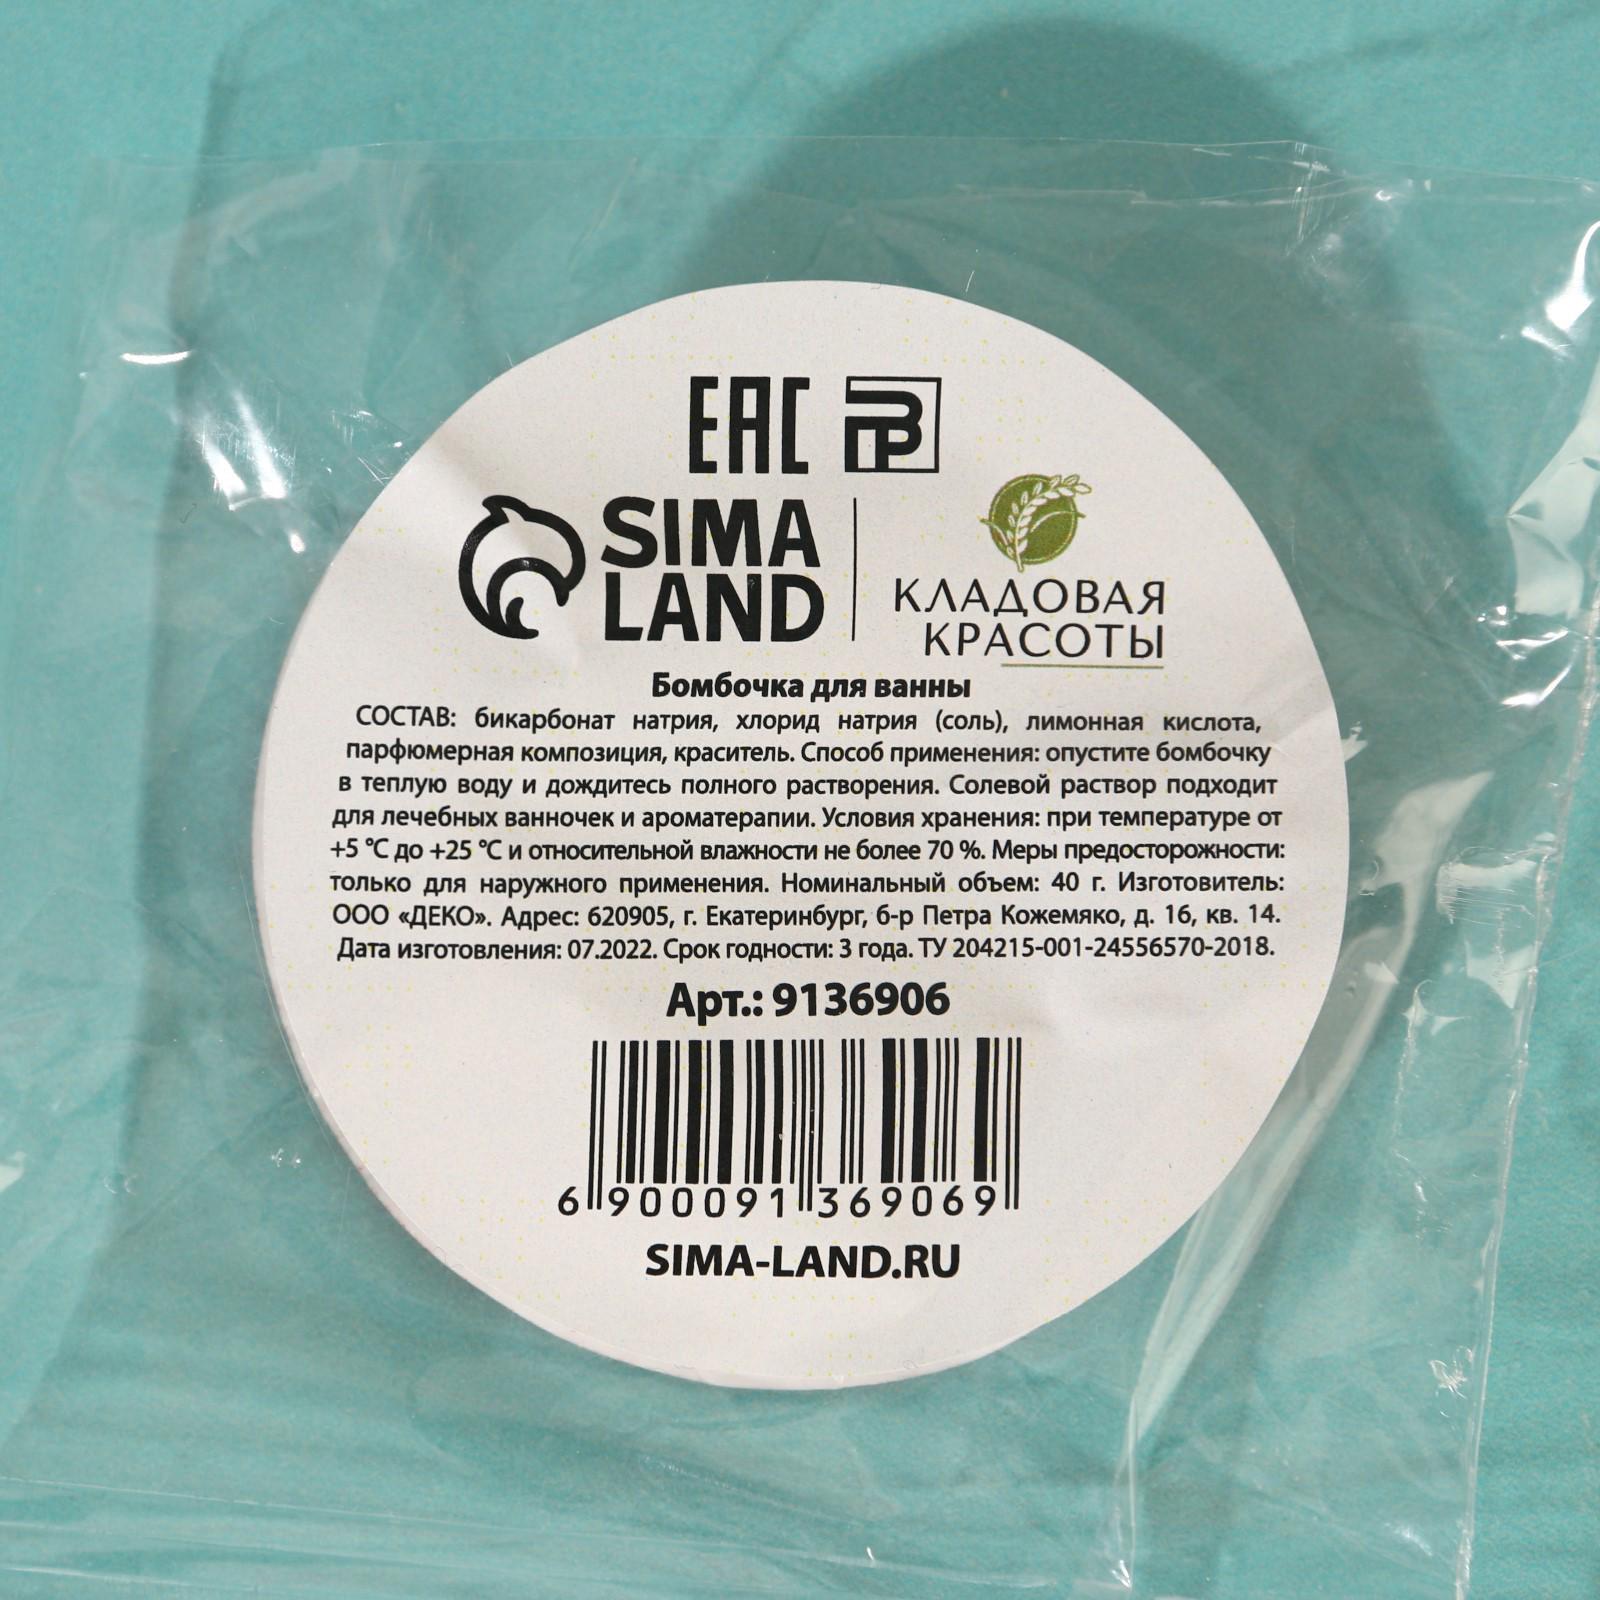 EAC
SIMA
LAND
КЛАДОВАЯ
КРАСОТЫ
Бомбочка для ванны
СОСТАВ: бикарбонат натрия, хлорид натрия (соль), лимонная кислота,
парфюмерная композиция, краситель. Способ применения: опустите бомбочку
в теплую воду и дождитесь полного растворения. Солевой раствор подходит
для лечебных ванночек и ароматерапии. Условия хранения: при температуре от
+5 °C до +25 °C и относительной влажности не более 70 %. Меры предосторожности:
только для наружного применения. Номинальный объем: 40 г. Изготовитель:
ООО «ДЕКО». Адрес: 620905, г. Екатеринбург, б-р Петра Кожемяко, д. 16, кв. 14.
Дата изготовления: 07.2022. Срок годности: 3 года. ТУ 204215-001-24556570-2018.
Арт.: 9136906
6 900091 369069
SIMA-LAND.RU